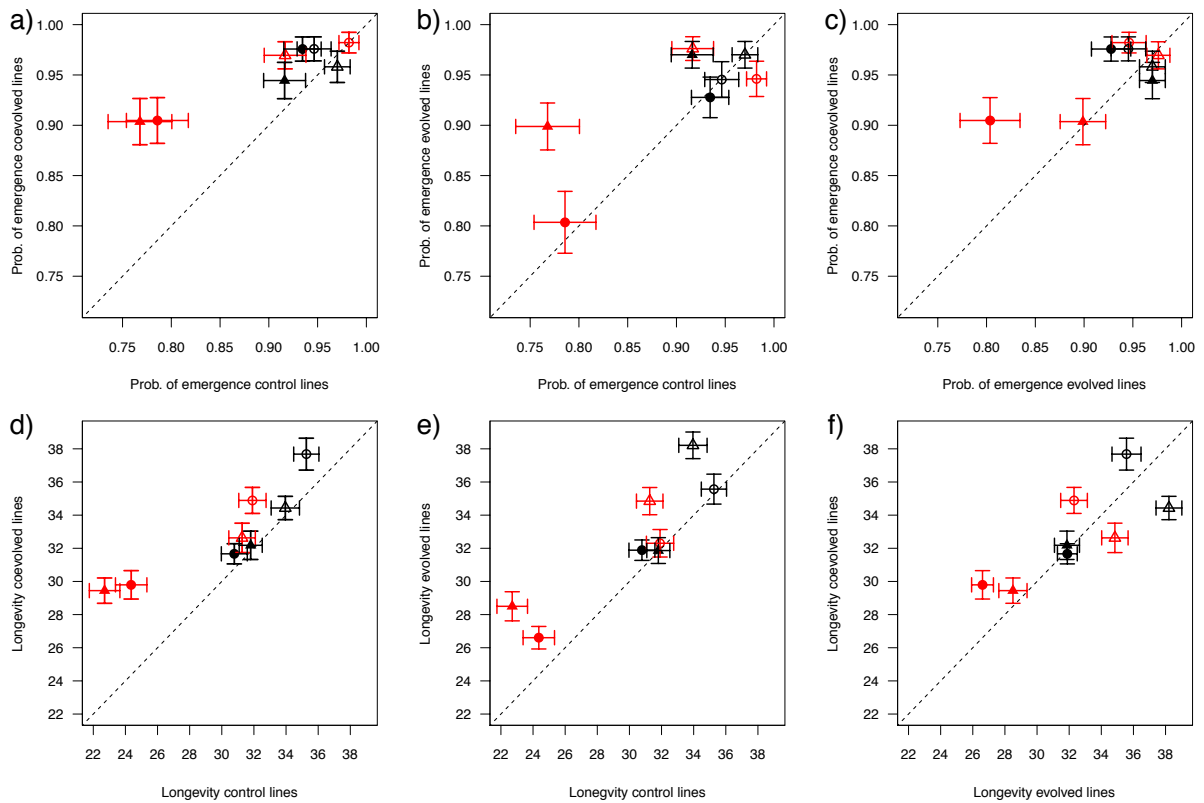 a)
1.00
0.95
0.90
0.85
0.80
0.75
Prob. of emergence coevolved lines
0.75 0.80 0.85 0.90 0.95 1.00
Prob. of emergence control lines
b)
1.00
0.95
0.90
0.85
0.80
0.75
Prob. of emergence evolved lines
0.75 0.80 0.85 0.90 0.95 1.00
Prob. of emergence control lines
c)
1.00
0.95
0.90
0.85
0.80
0.75
Prob. of emergence coevolved lines
0.75 0.80 0.85 0.90 0.95 1.00
Prob. of emergence evolved lines
d)
38
36
34
32
30
28
26
24
22
Longevity coevolved lines
22 24 26 28 30 32 34 36 38
Longevity control lines
e)
38
36
34
32
30
28
26
24
22
Longevity evolved lines
22 24 26 28 30 32 34 36 38
Longegvity control lines
f)
38
36
34
32
30
28
26
24
22
Longevity coevolved lines
22 24 26 28 30 32 34 36 38
Longevity evolved lines